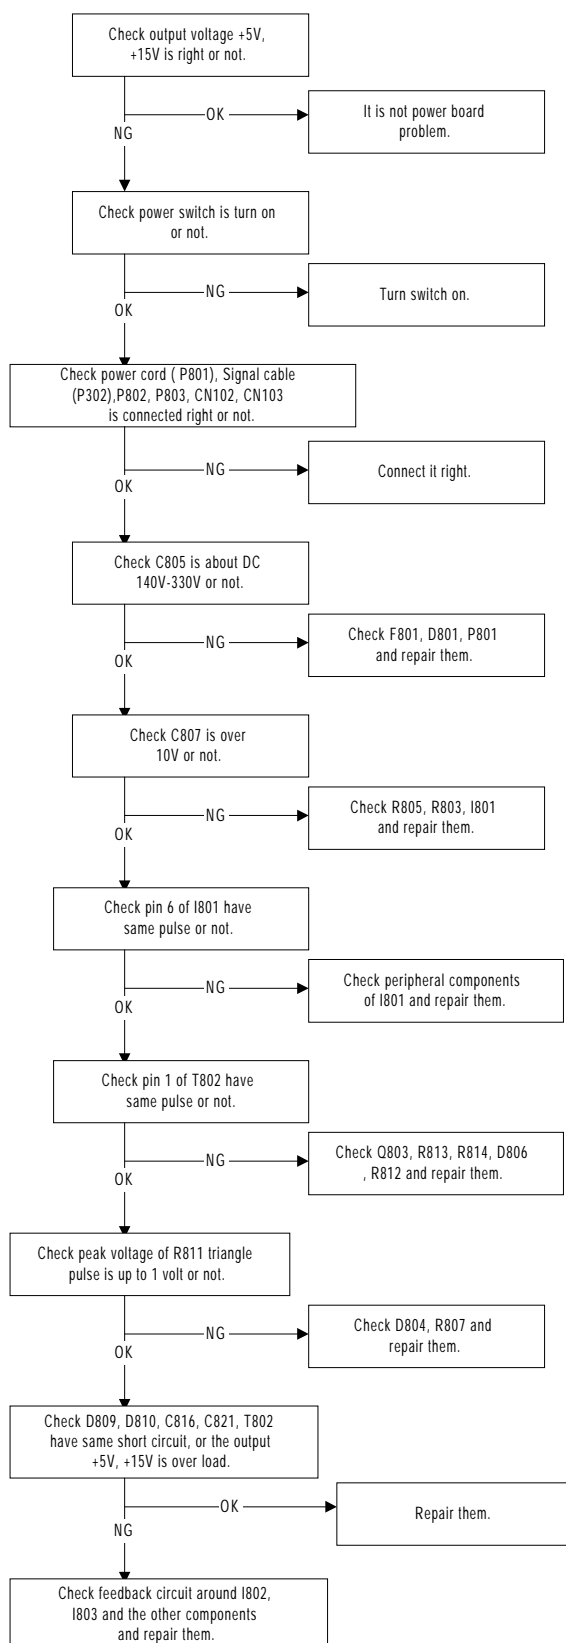 Check output voltage +5V,
+15V is right or not.
OK
It is not power board
problem.
NG
Check power switch is turn on
or not.
NG
Turn switch on.
OK
Check power cord ( P801), Signal cable
(P302),P802, P803, CN102, CN103
is connected right or not.
NG
Connect it right.
OK
Check C805 is about DC
140V-330V or not.
NG
Check F801, D801, P801
and repair them.
OK
Check C807 is over
10V or not.
NG
Check R805, R803, I801
and repair them.
OK
Check pin 6 of I801 have
same pulse or not.
NG
Check peripheral components
of I801 and repair them.
OK
Check pin 1 of T802 have
same pulse or not.
NG
Check Q803, R813, R814, D806
, R812 and repair them.
OK
Check peak voltage of R811 triangle
pulse is up to 1 volt or not.
NG
Check D804, R807 and
repair them.
OK
Check D809, D810, C816, C821, T802
have same short circuit, or the output
+5V, +15V is over load.
OK
Repair them.
NG
Check feedback circuit around I802,
I803 and the other components
and repair them.